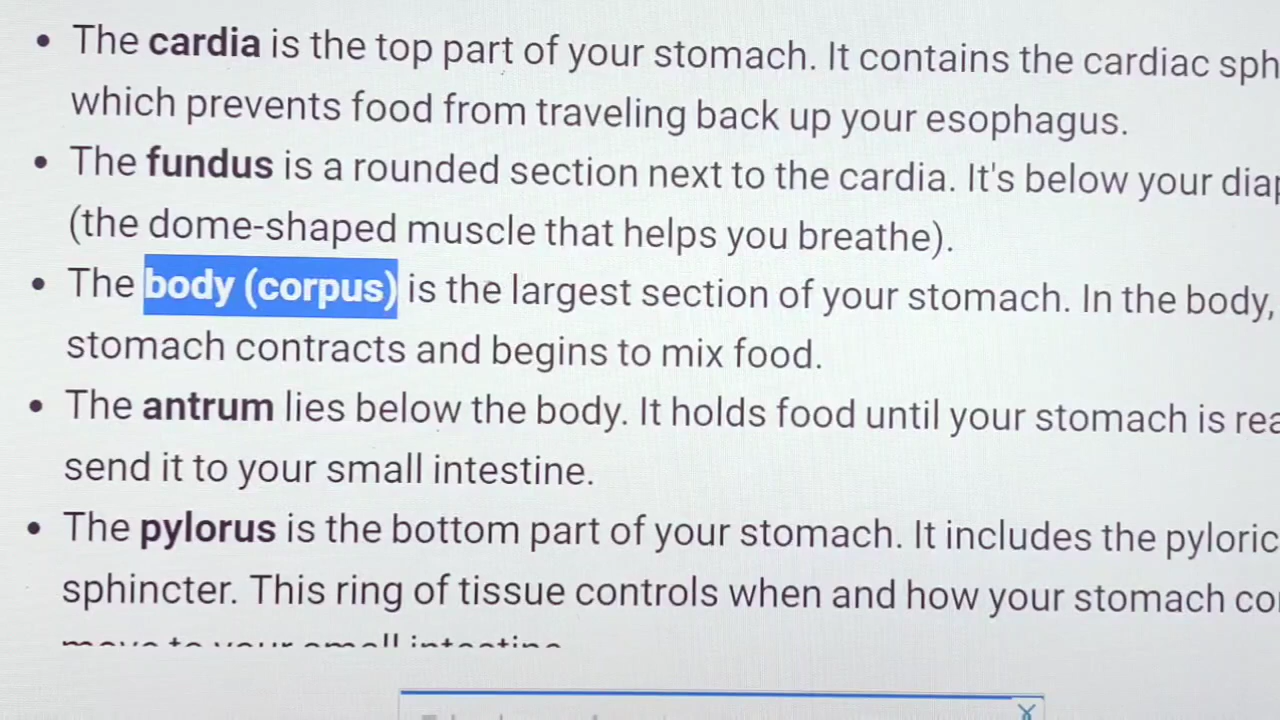 • The cardia is the top part of your stomach. It contains the cardiac
which prevents food from traveling back up your esophagus.
• The fundus is a rounded section next to the cardia. It's below your
(the dome-shaped muscle that helps you breathe).
• The body (corpus) is the largest section of your stomach. In the body,
stomach contracts and begins to mix food.
• The antrum lies below the body. It holds food until your stomach is
send it to your small intestine.
• The pylorus is the bottom part of your stomach. It includes the pyloric
sphincter. This ring of tissue controls when and how your stomach
move to your small intestine